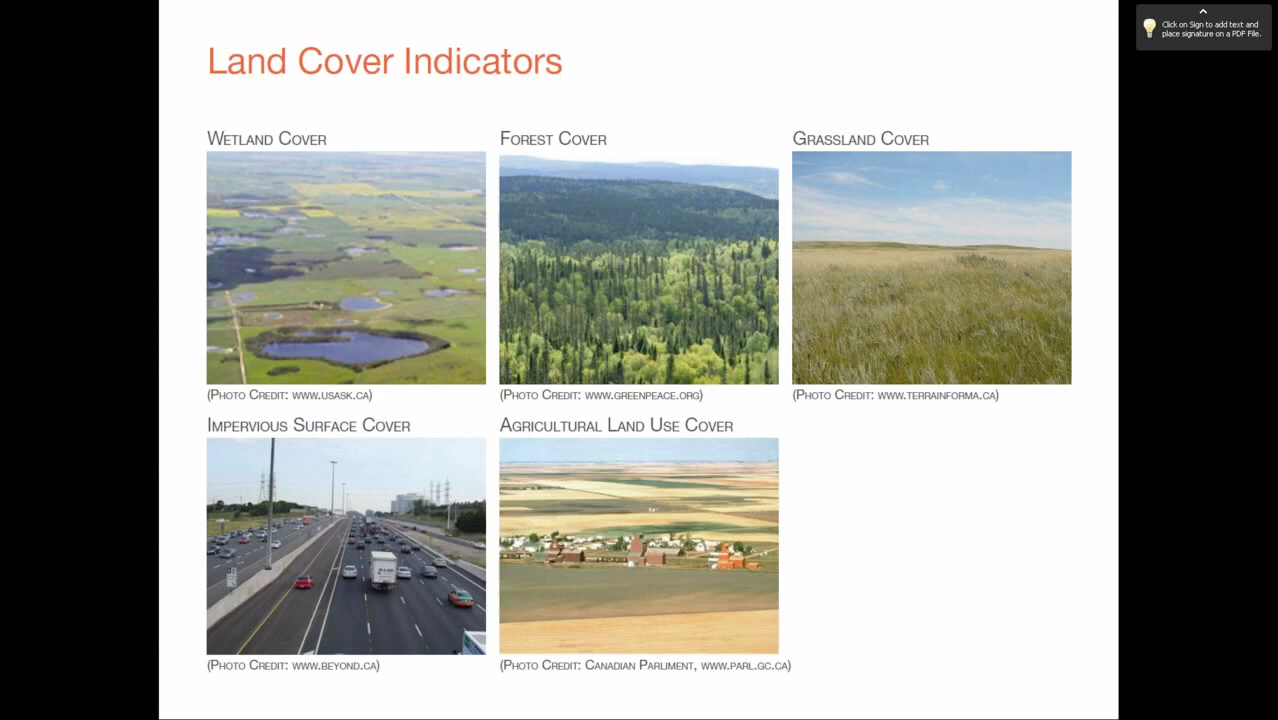 Land Cover Indicators
Wetland Cover
Forest Cover
Grassland Cover
(Photo Credit: www.usask.ca)
(Photo Credit: www.greenpeace.org)
(Photo Credit: www.terrainforma.ca)
Impervious Surface Cover
Agricultural Land Use Cover
(Photo Credit: www.beyond.ca)
(Photo Credit: Canadian Parliment, www.parl.gc.ca)
Click on Sign to add text and
place signature on a PDF File.